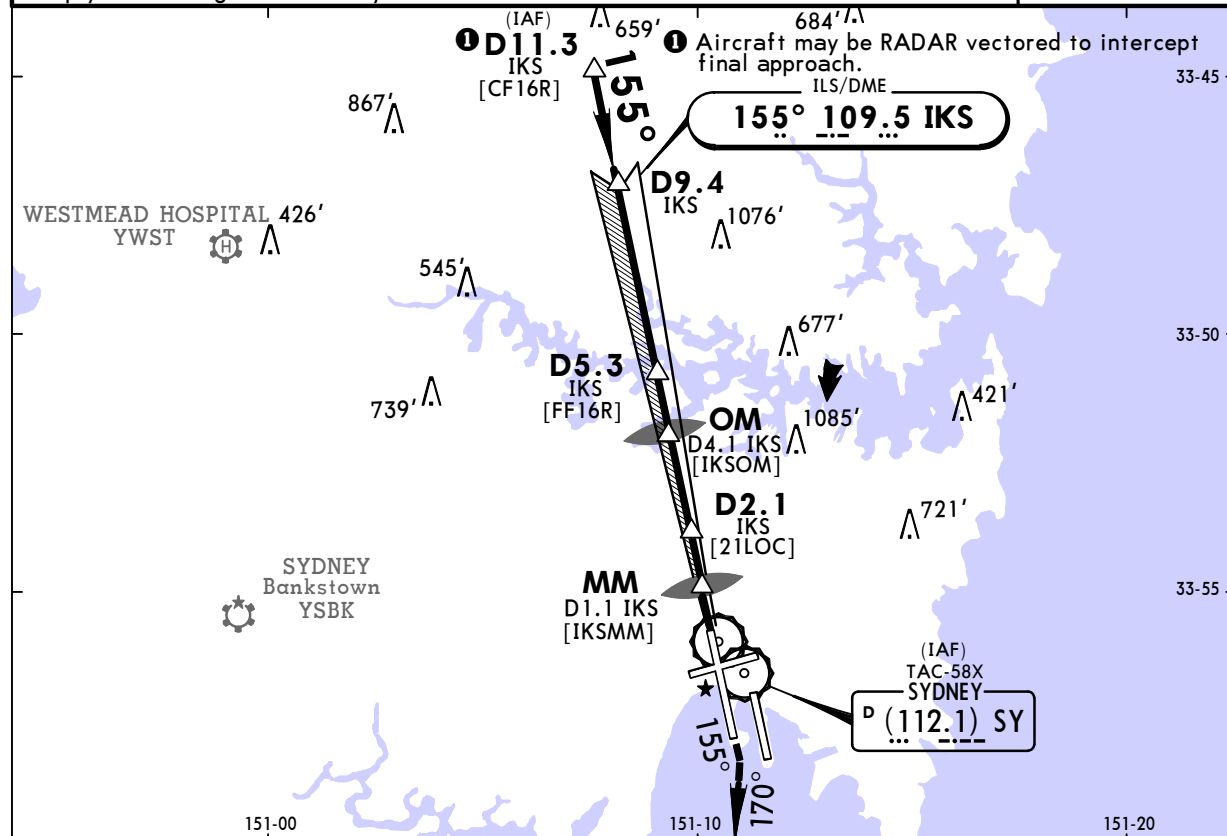 (IAF)
❶ D11.3
IKS
[CF16R]
659'
684'
❶ Aircraft may be RADAR vectored to intercept
final approach.
33-45
155°
ILS/DME
155° 109.5 IKS
867'
D9.4
IKS
WESTMEAD HOSPITAL
YWST
H
426'
1076'
545'
677'
33-50
D5.3
IKS
[FF16R]
739'
421'
OM
D4.1 IKS
[IKSOM]
1085'
D2.1
IKS
[21LOC]
721'
SYDNEY
Bankstown
YSBK
MM
D1.1 IKS
[IKSMM]
33-55
(IAF)
TAC-58X
SYDNEY
D (112.1) SY
155°
170°
151-00
151-10
151-20